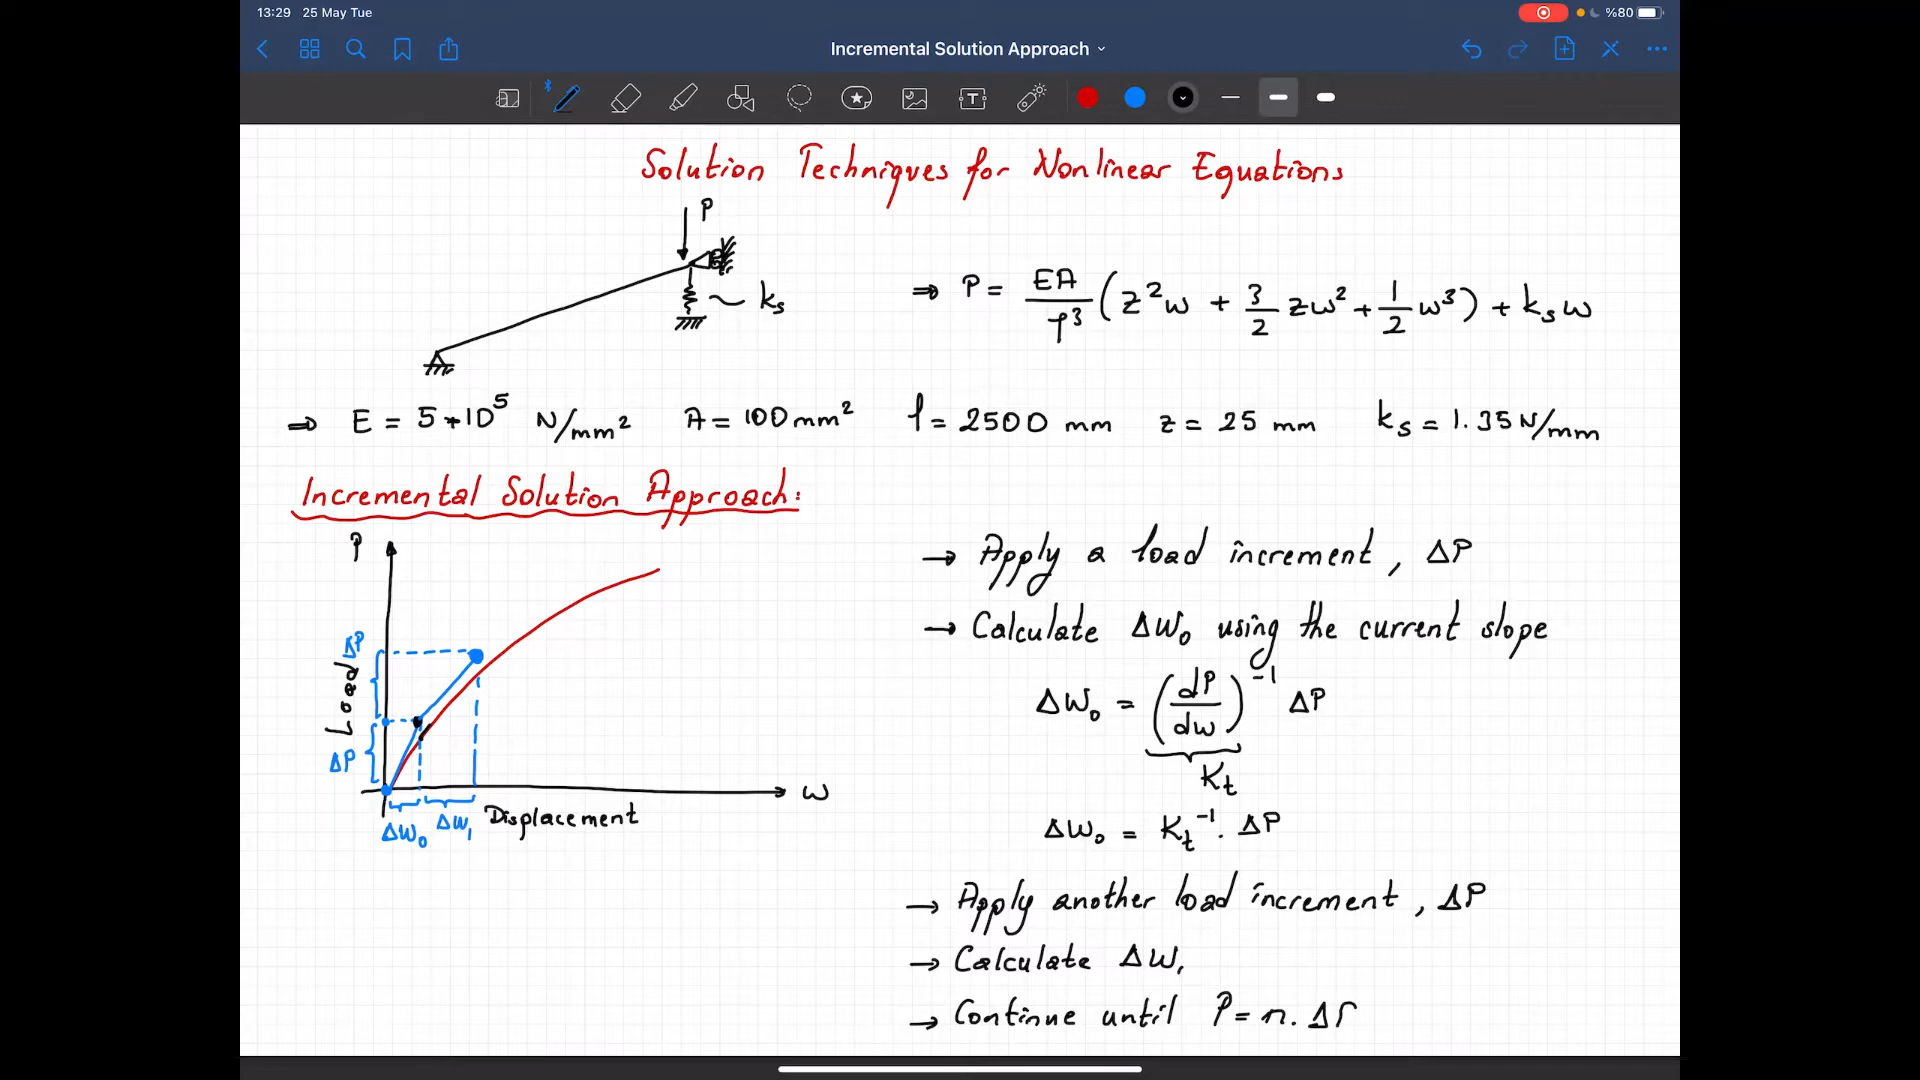 13:29 25 May Tue
%80
Incremental Solution Approach
Solution Techniques for Nonlinear Equations
P
ks
⇒ P = EA/l³ (z²w + 3/2 zw² + 1/2 w³) + ksw
⇒ E = 5*10⁵ N/mm² A = 100 mm² l = 2500 mm z = 25 mm ks = 1.35 N/mm
Incremental Solution Approach:
P
Load
ΔP
ΔP
w
Δw₀ Δw₁ Displacement
→ Apply a load increment, ΔP
→ Calculate Δw₀ using the current slope
Δw₀ = (dP/dw)⁻¹ ΔP
Kt
Δw₀ = Kt⁻¹. ΔP
→ Apply another load increment, ΔP
→ Calculate Δw₁
→ Continue until P = n. ΔP